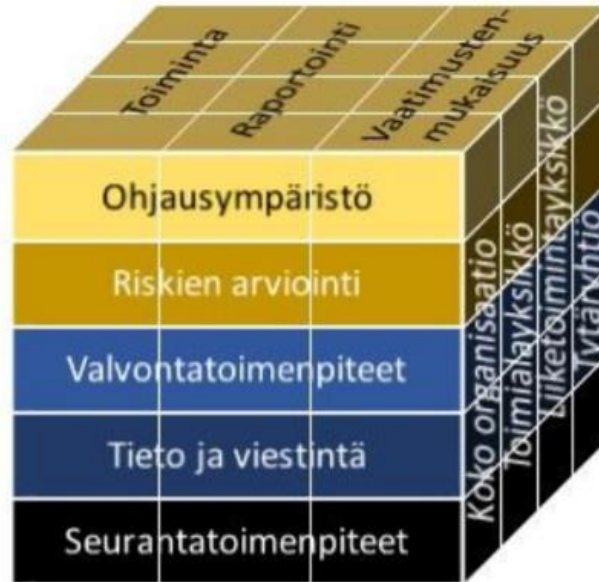 Toiminta
Raportointi
Vaatimusten-
mukaisuus
Ohjausympäristö
Riskien arviointi
Valvontatoimenpiteet
Tieto ja viestintä
Seurantatoimenpiteet
Koko organisaatio
Toimialayksikkö
Liiketoimintayksikkö
Tytäryhtiö